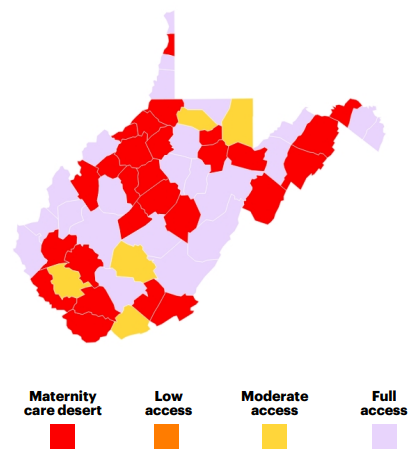 Maternity
care desert
Low
access
Moderate
access
Full
access